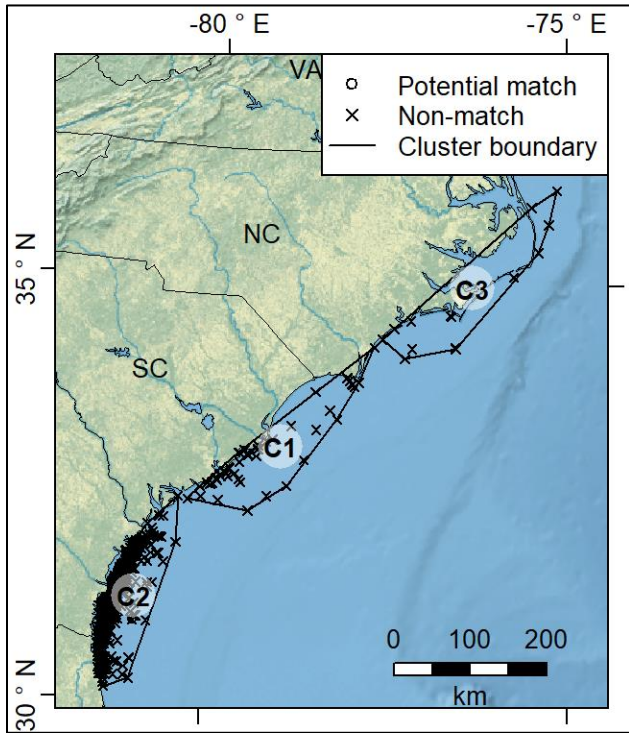 -80 ° E
-75 ° E
VA
Potential match
Non-match
Cluster boundary
NC
35 ° N
C3
SC
C1
C2
0 100 200
km
30 ° N